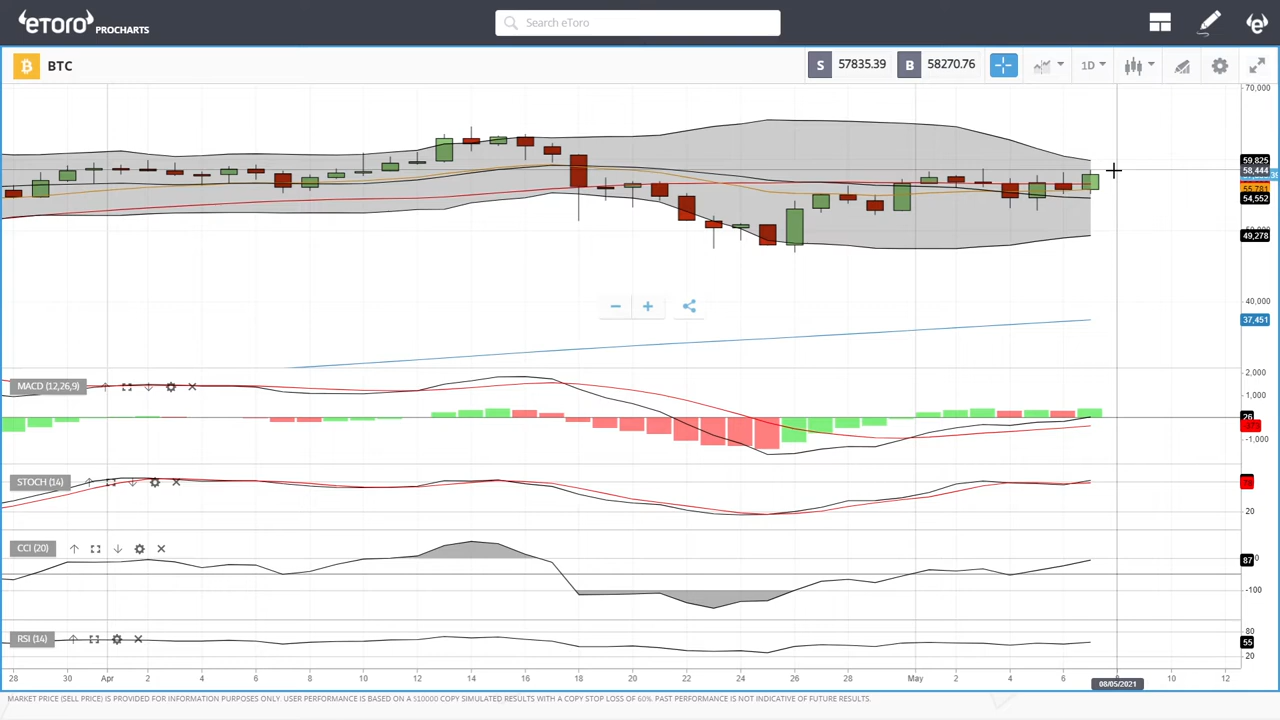 eToro PROCHARTS
Search eToro
BTC
S 57835.39 B 58270.76
1D
70,000
59,825
58,444
55,781
54,552
49,278
40,000
37,451
MACD (12,26,9)
2,000
1,000
26
-1,000
STOCH (14)
20
CCI (20)
87
-100
RSI (14)
80
55
20
28 30 Apr 2 4 6 8 10 12 14 16 18 20 22 24 26 28 May 2 4 6 08/05/2021 10 12
MARKET PRICE (SELL PRICE) IS PROVIDED FOR INFORMATION PURPOSES ONLY. USER PERFORMANCE IS BASED ON A $10000 COPY SIMULATED RESULTS WITH A COPY STOP LOSS OF 60%. PAST PERFORMANCE IS NOT INDICATIVE OF FUTURE RESULTS.